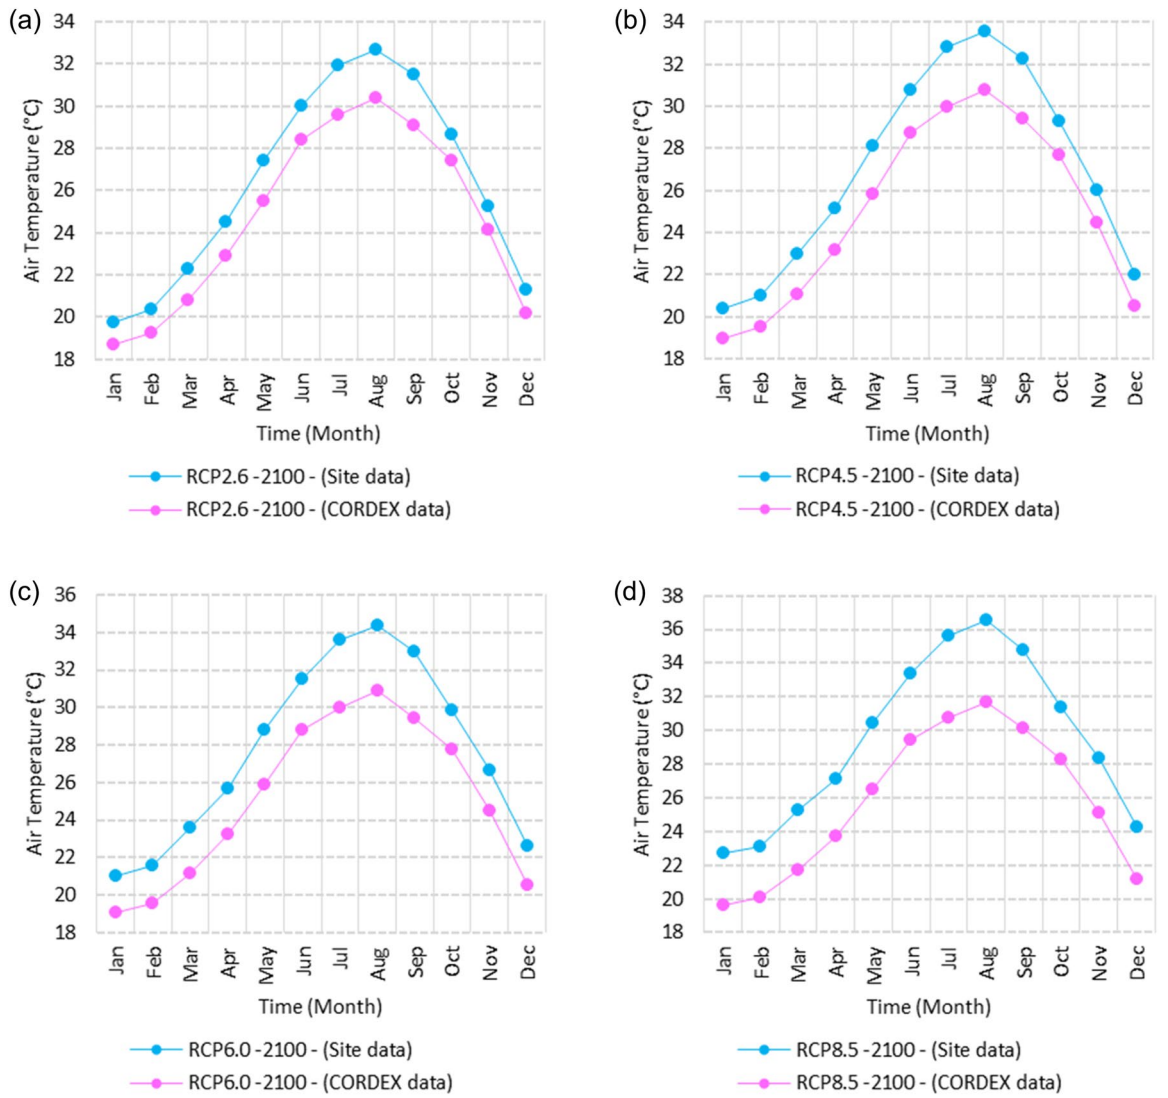 (a)
34
32
30
28
26
24
22
20
18
Air Temperature (°C)
Jan Feb Mar Apr May Jun Jul Aug Sep Oct Nov Dec
Time (Month)
RCP2.6 -2100 - (Site data)
RCP2.6 -2100 - (CORDEX data)
(b)
34
32
30
28
26
24
22
20
18
Air Temperature (°C)
Jan Feb Mar Apr May Jun Jul Aug Sep Oct Nov Dec
Time (Month)
RCP4.5 -2100 - (Site data)
RCP4.5 -2100 - (CORDEX data)
(c)
36
34
32
30
28
26
24
22
20
18
Air Temperature (°C)
Jan Feb Mar Apr May Jun Jul Aug Sep Oct Nov Dec
Time (Month)
RCP6.0 -2100 - (Site data)
RCP6.0 -2100 - (CORDEX data)
(d)
38
36
34
32
30
28
26
24
22
20
18
Air Temperature (°C)
Jan Feb Mar Apr May Jun Jul Aug Sep Oct Nov Dec
Time (Month)
RCP8.5 -2100 - (Site data)
RCP8.5 -2100 - (CORDEX data)